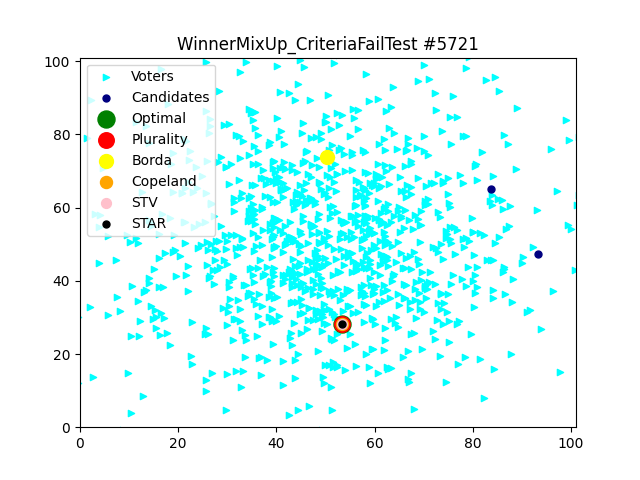 WinnerMixUp_CriteriaFailTest #5721
Voters
Candidates
Optimal
Plurality
Borda
Copeland
STV
STAR
100
80
60
40
20
0
0 20 40 60 80 100